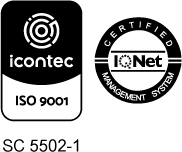 icontec
ISO 9001
CERTIFIED
IQNet
MANAGEMENT SYSTEM
SC 5502-1